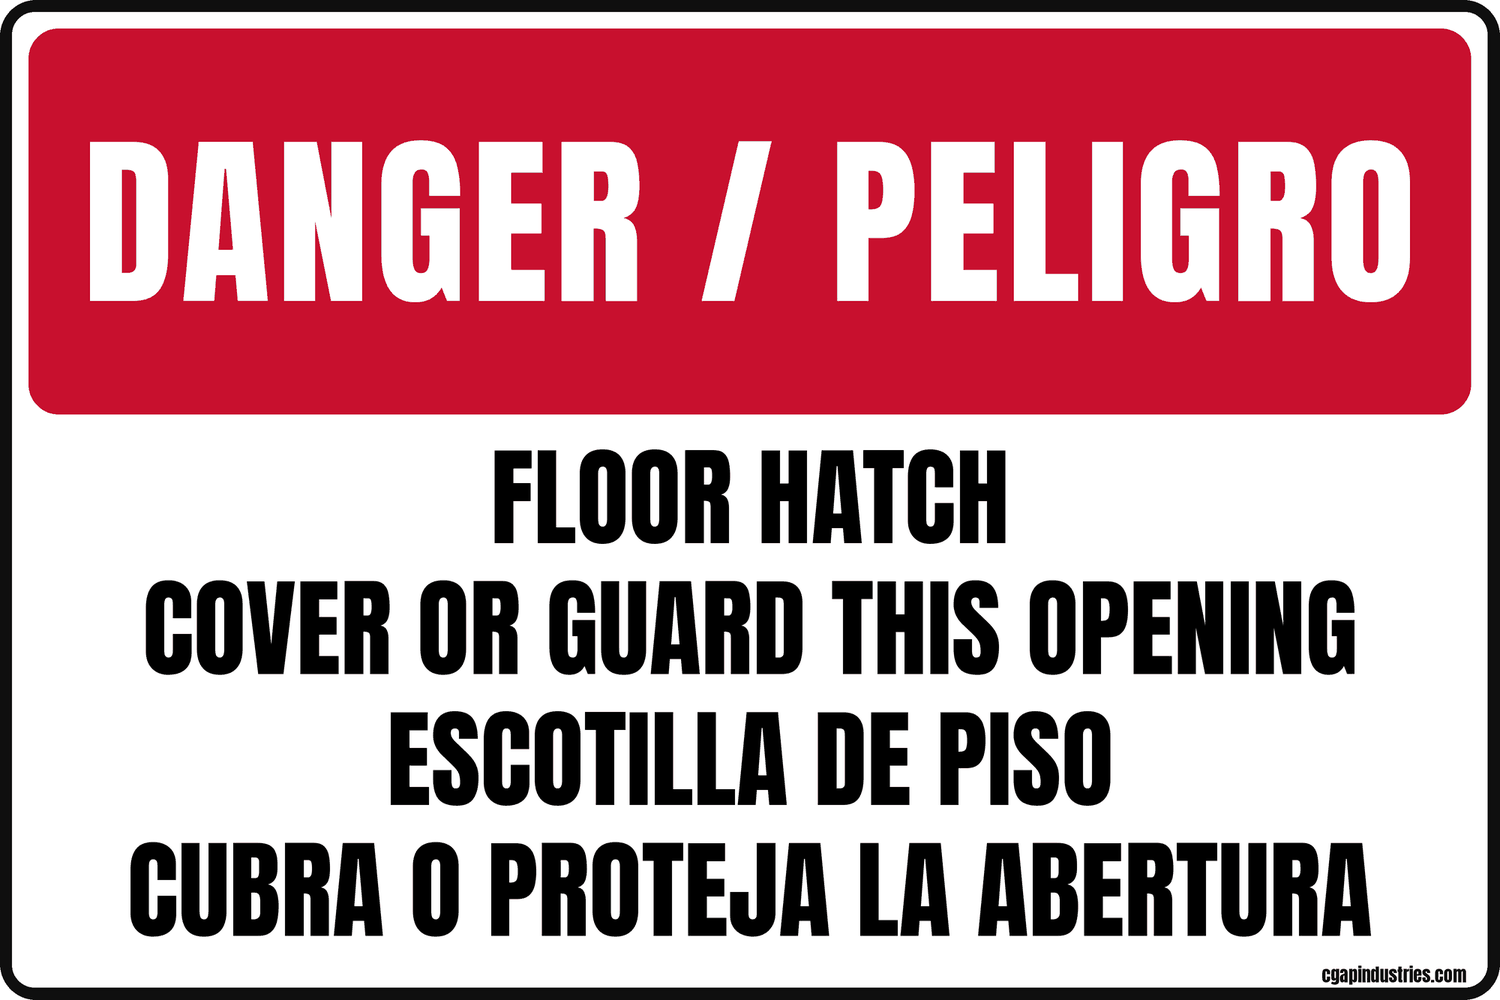 DANGER / PELIGRO
FLOOR HATCH
COVER OR GUARD THIS OPENING
ESCOTILLA DE PISO
CUBRA O PROTEJA LA ABERTURA
cgapindustries.com